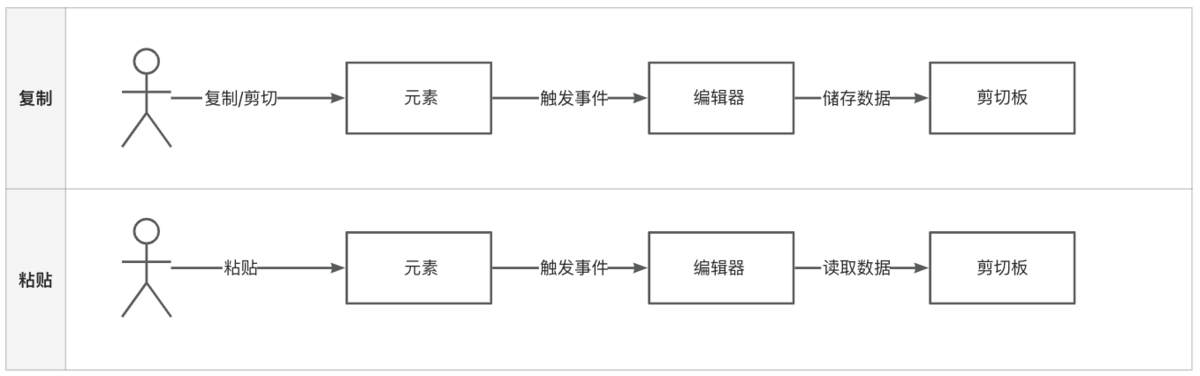 复制
复制/剪切
元素
触发事件
编辑器
储存数据
剪切板
粘贴
粘贴
元素
触发事件
编辑器
读取数据
剪切板